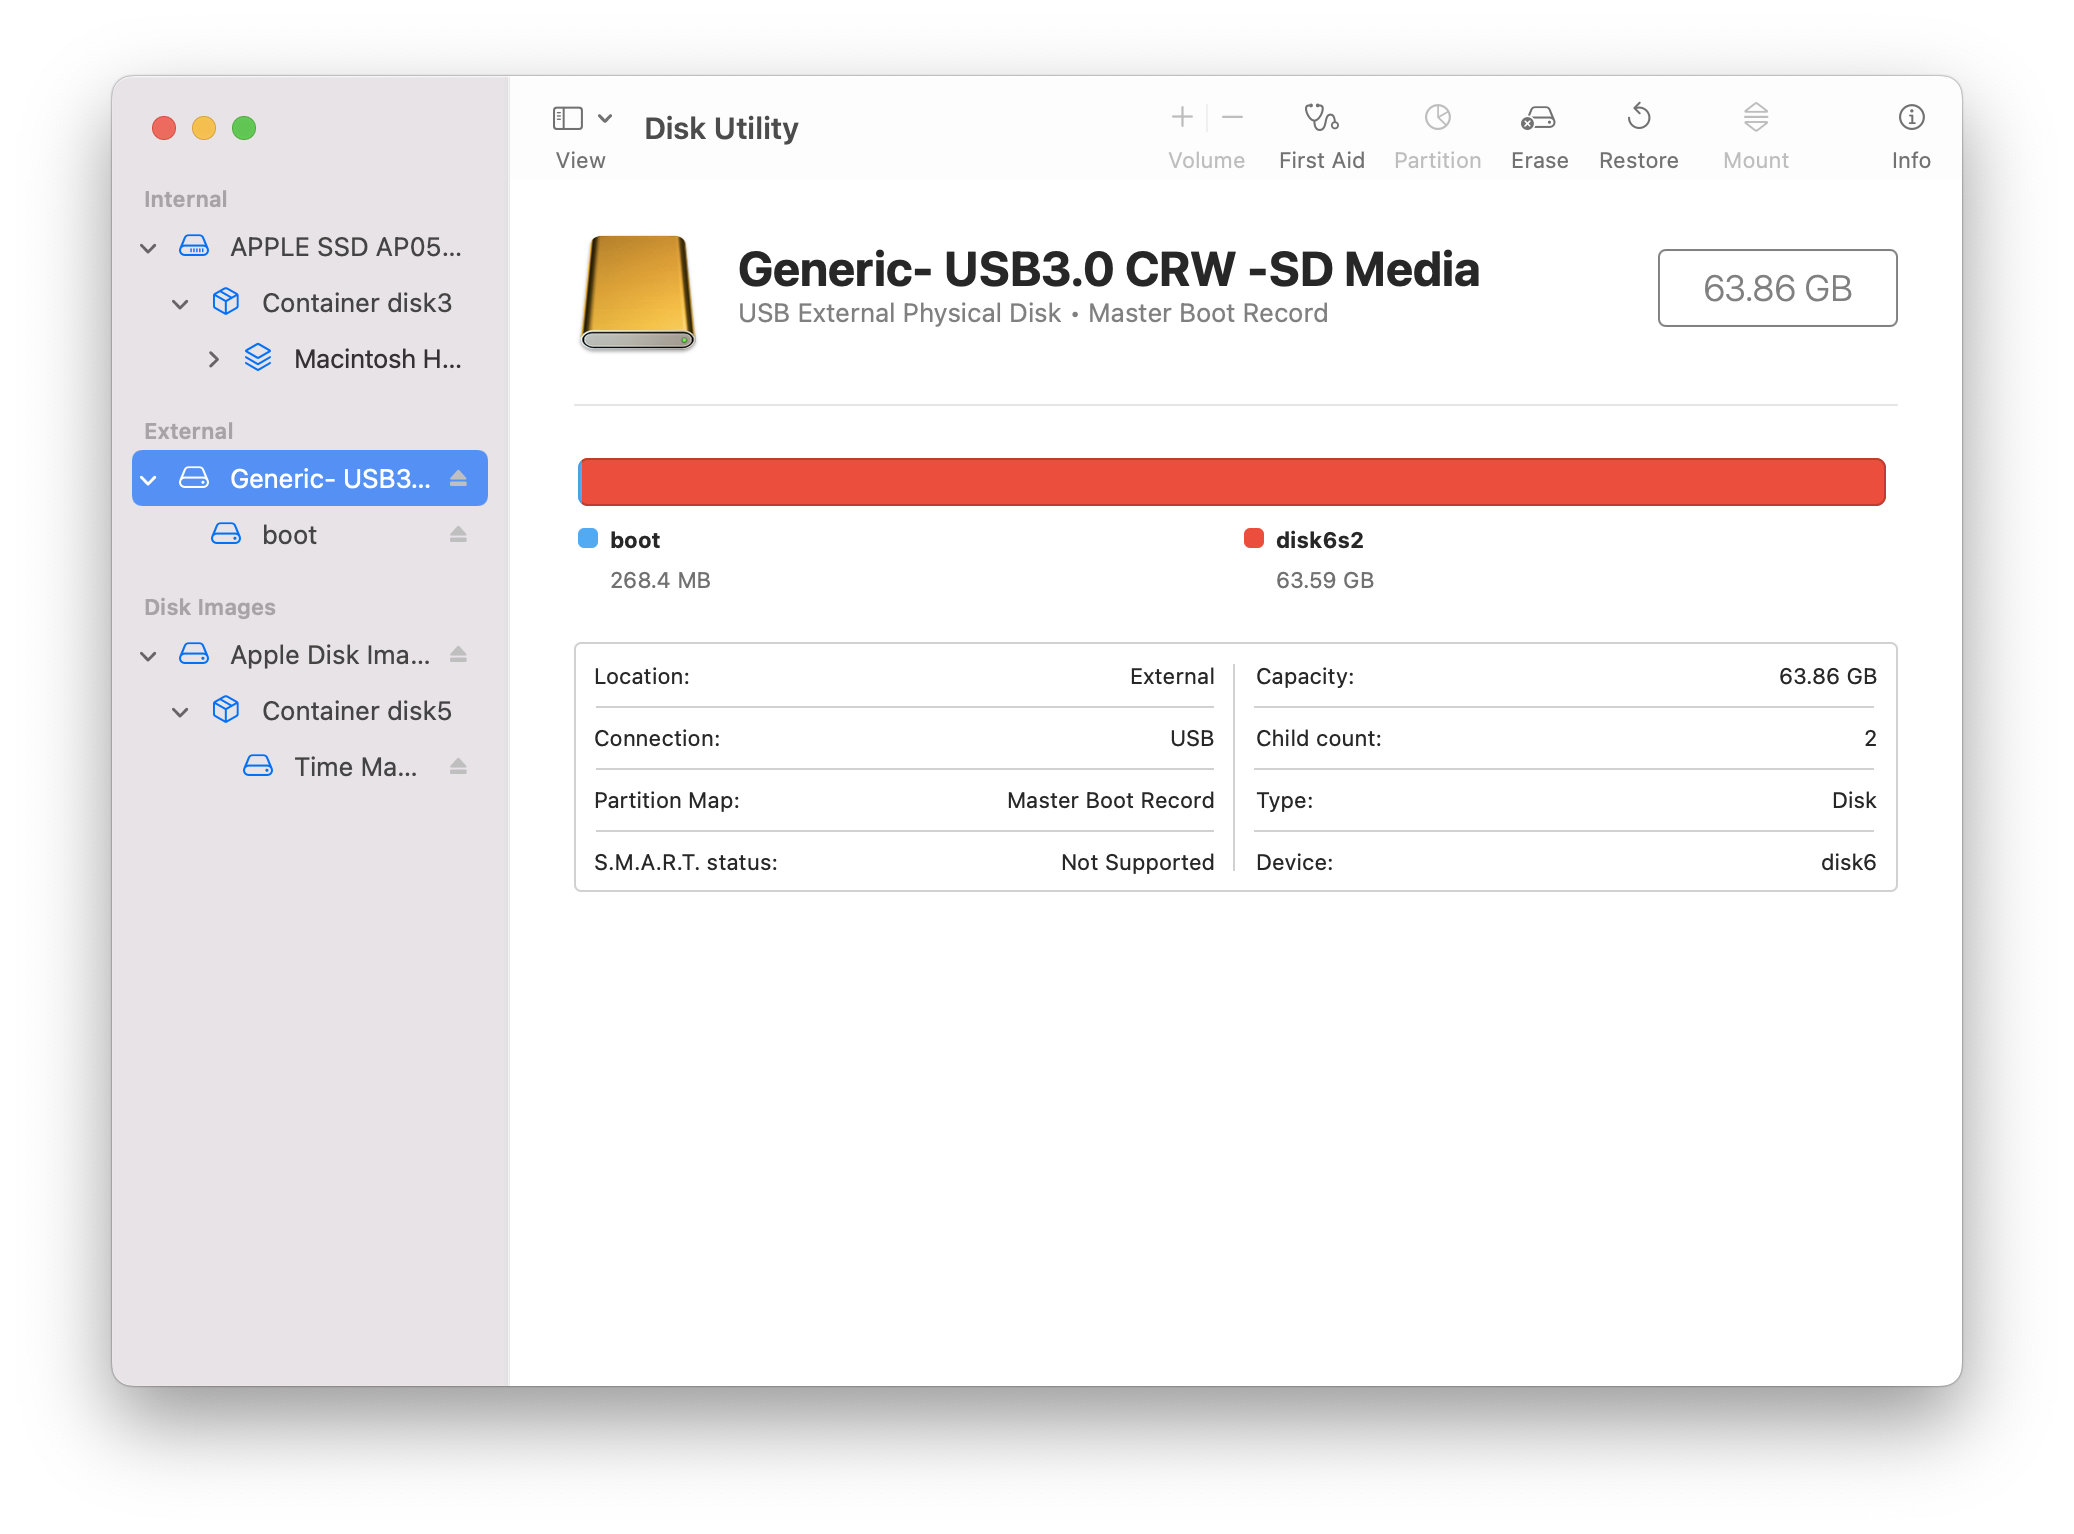 View
Disk Utility
Volume
First Aid
Partition
Erase
Restore
Mount
Info
Internal
APPLE SSD AP05...
Container disk3
Macintosh H...
External
Generic- USB3...
boot
Disk Images
Apple Disk Ima...
Container disk5
Time Ma...
Generic- USB3.0 CRW -SD Media
USB External Physical Disk • Master Boot Record
63.86 GB
boot
268.4 MB
disk6s2
63.59 GB
Location: External
Capacity: 63.86 GB
Connection: USB
Child count: 2
Partition Map: Master Boot Record
Type: Disk
S.M.A.R.T. status: Not Supported
Device: disk6